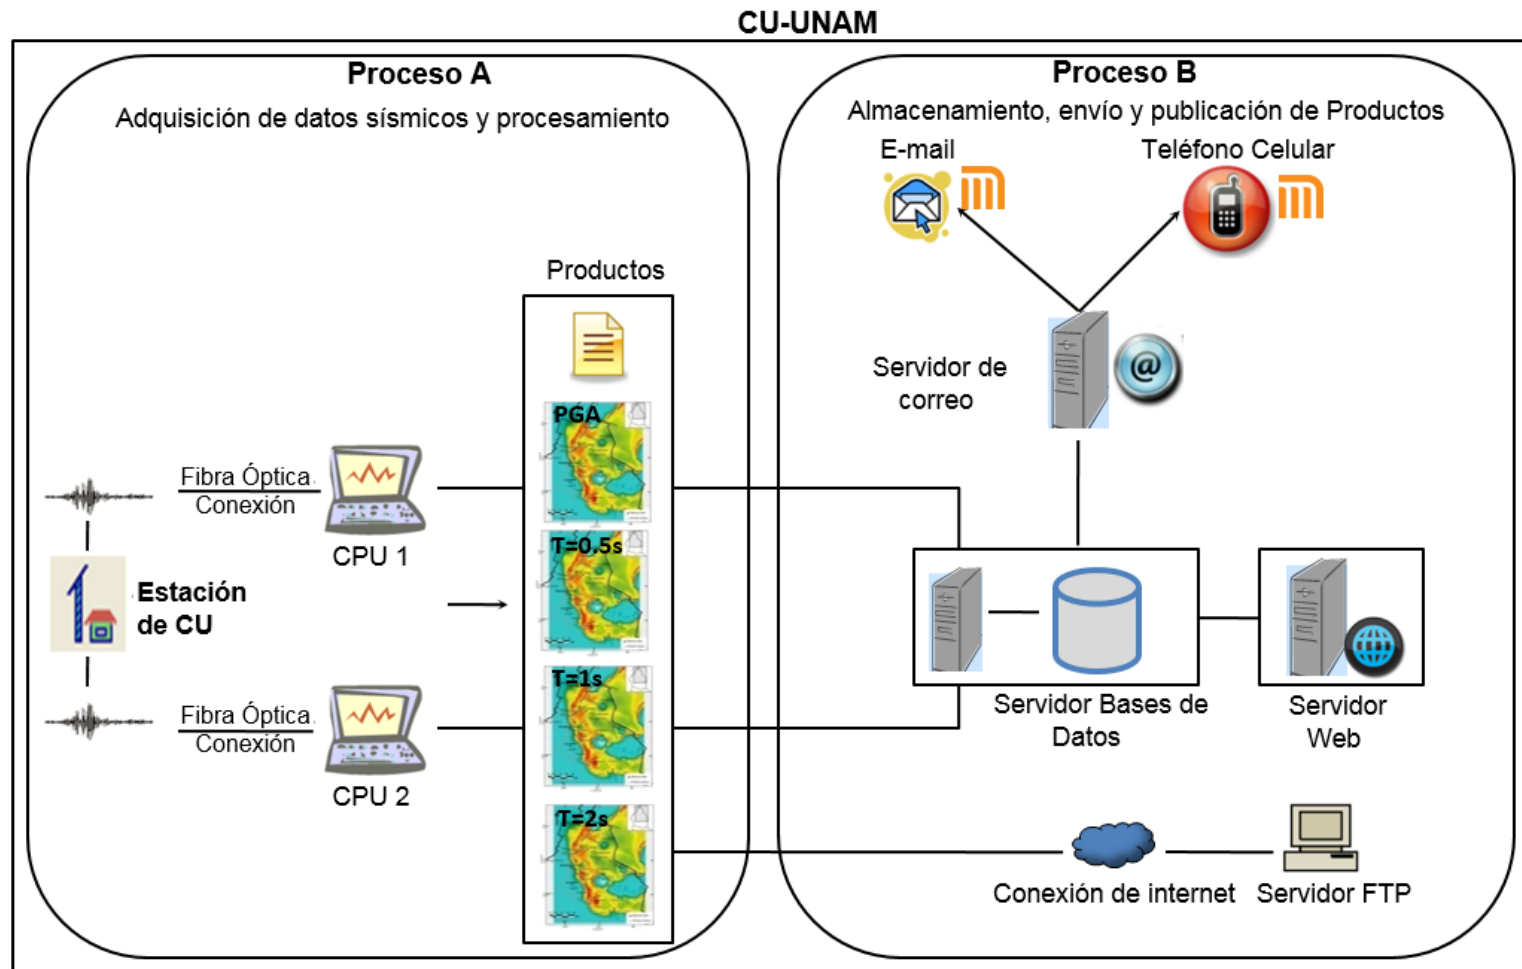 CU-UNAM
Proceso A
Adquisición de datos sísmicos y procesamiento
Productos
PGA
T=0.5s
T=1s
T=2s
Fibra Óptica
Conexión
CPU 1
Estación
de CU
Fibra Óptica
Conexión
CPU 2
Proceso B
Almacenamiento, envío y publicación de Productos
E-mail
Teléfono Celular
Servidor de
correo
@
Servidor Bases de
Datos
Servidor
Web
Conexión de internet
Servidor FTP